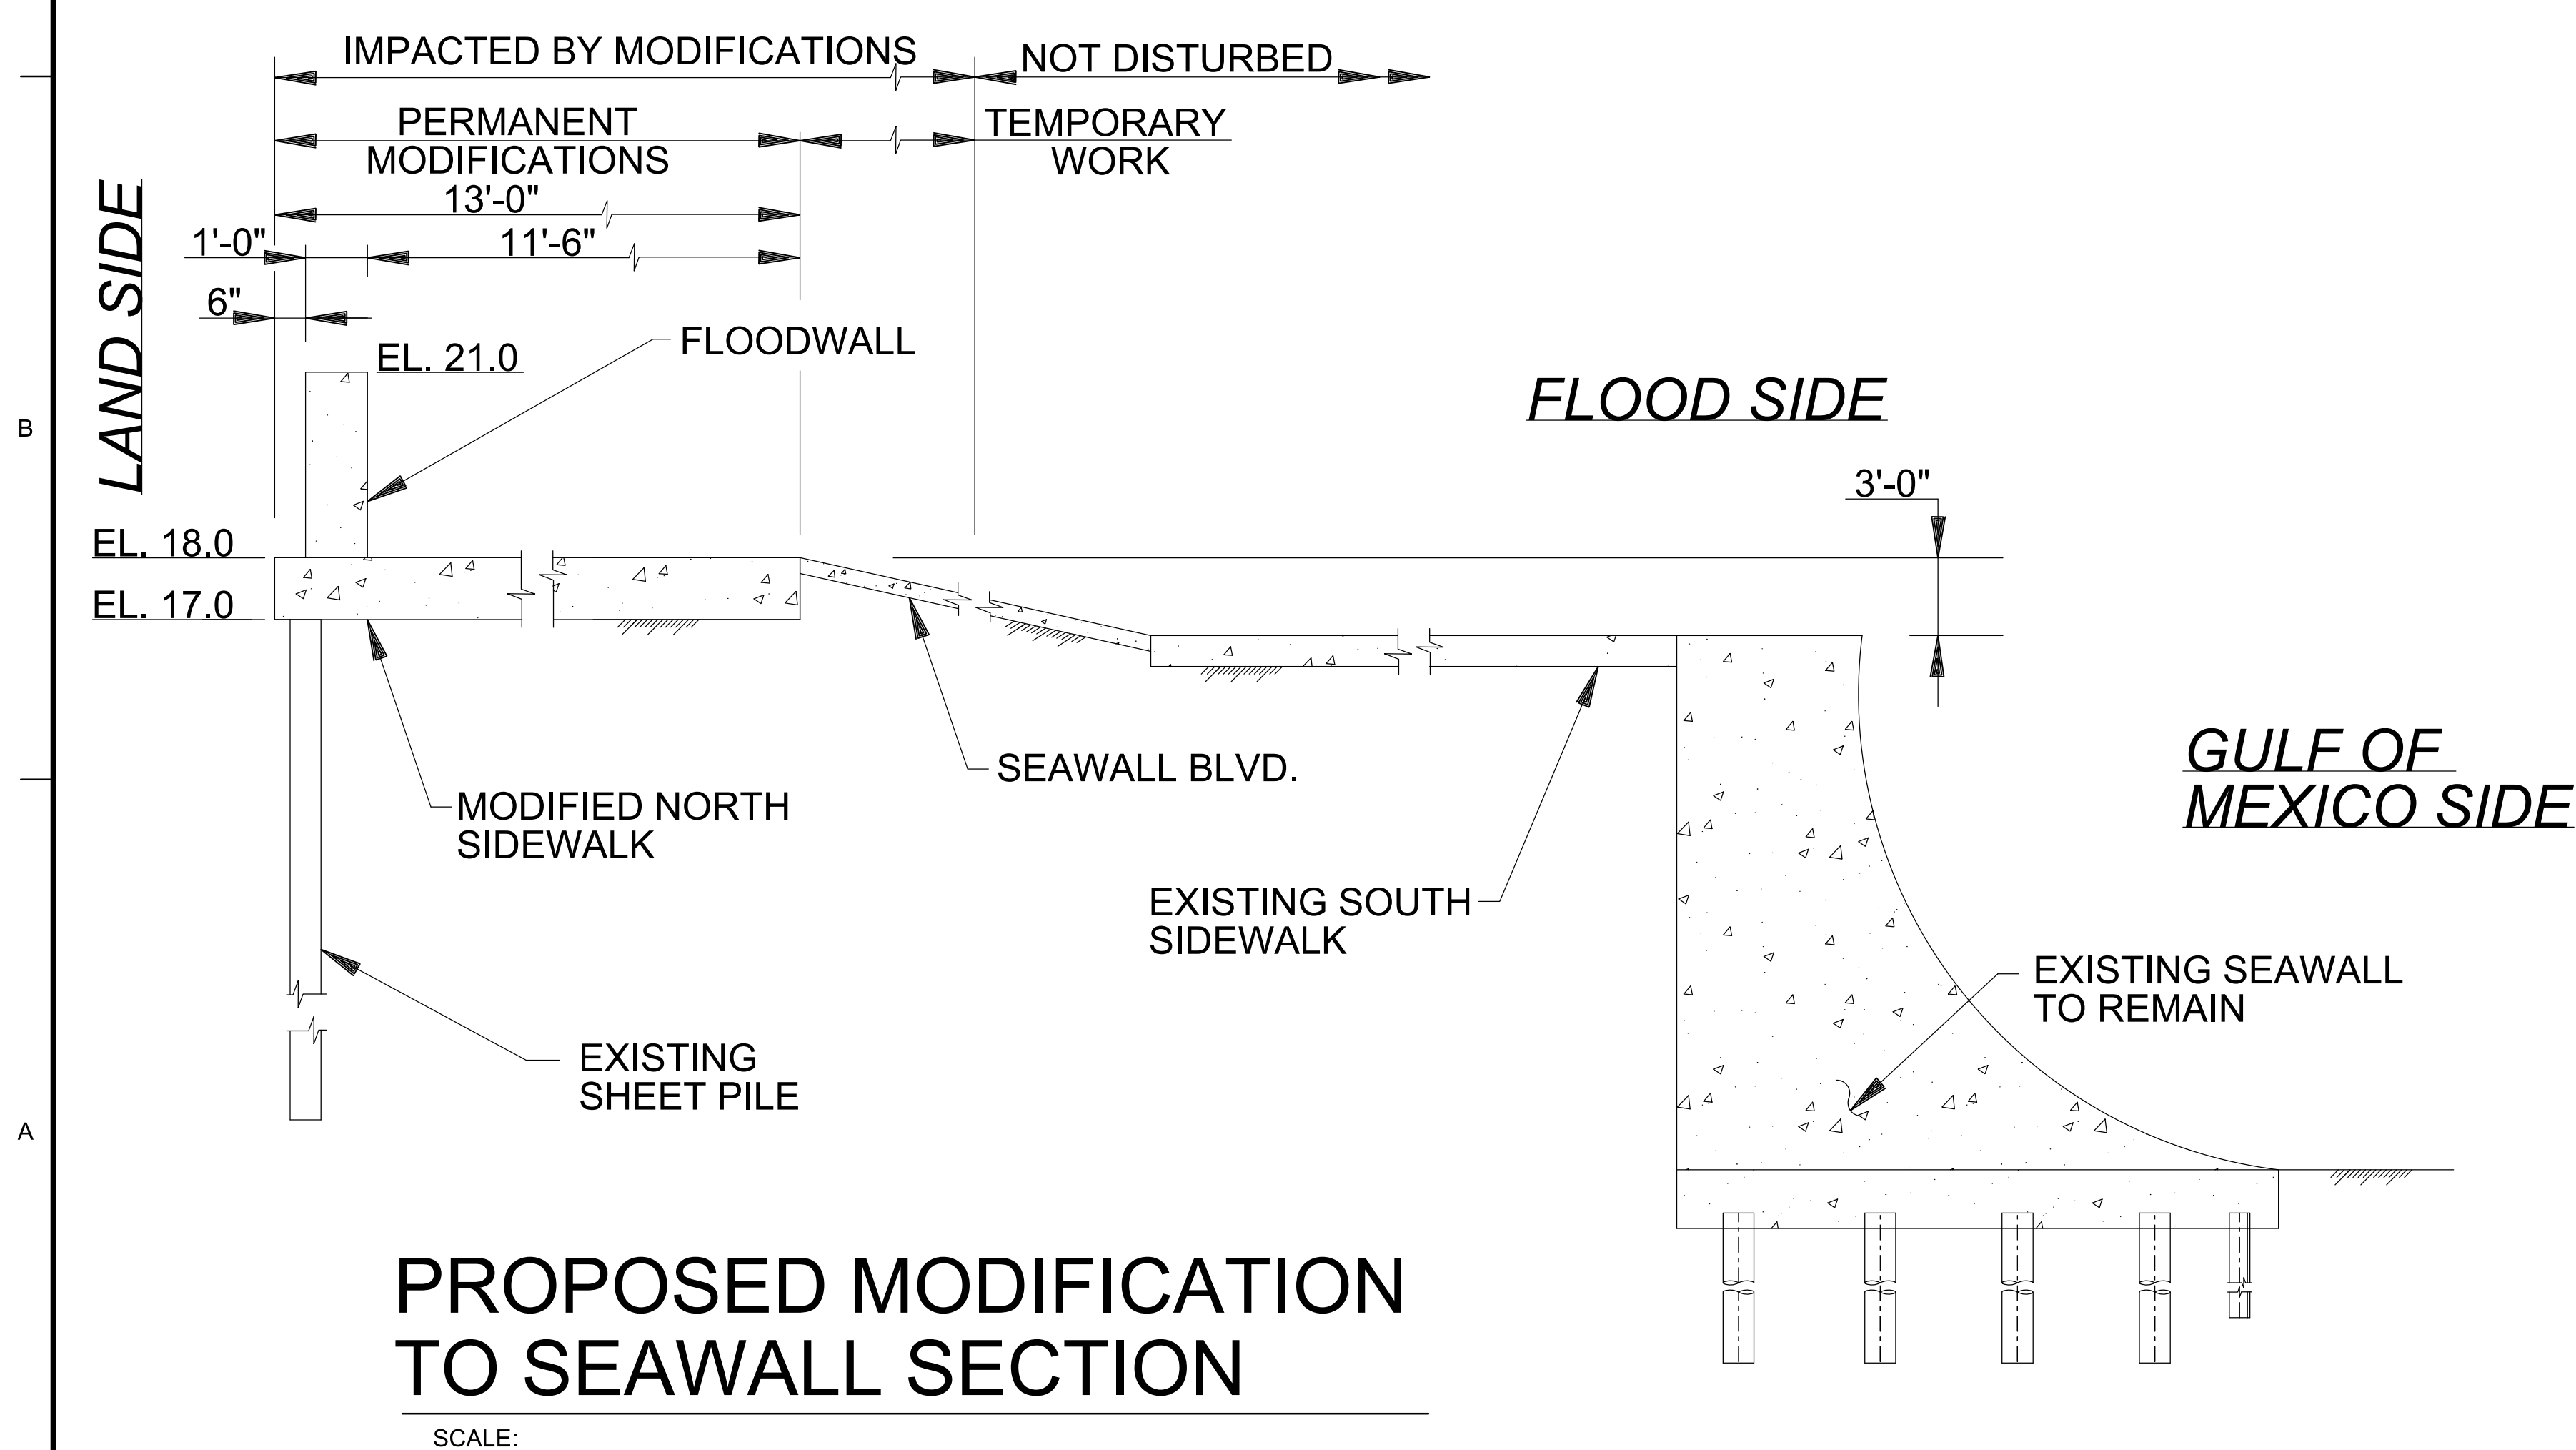 IMPACTED BY MODIFICATIONS
NOT DISTURBED
PERMANENT
MODIFICATIONS
TEMPORARY
WORK
13'-0"
1'-0"
11'-6"
6"
LAND SIDE
EL. 21.0
FLOODWALL
FLOOD SIDE
3'-0"
EL. 18.0
EL. 17.0
SEAWALL BLVD.
MODIFIED NORTH
SIDEWALK
GULF OF
MEXICO SIDE
EXISTING SOUTH
SIDEWALK
EXISTING SEAWALL
TO REMAIN
EXISTING
SHEET PILE
B
A
PROPOSED MODIFICATION
TO SEAWALL SECTION
SCALE: